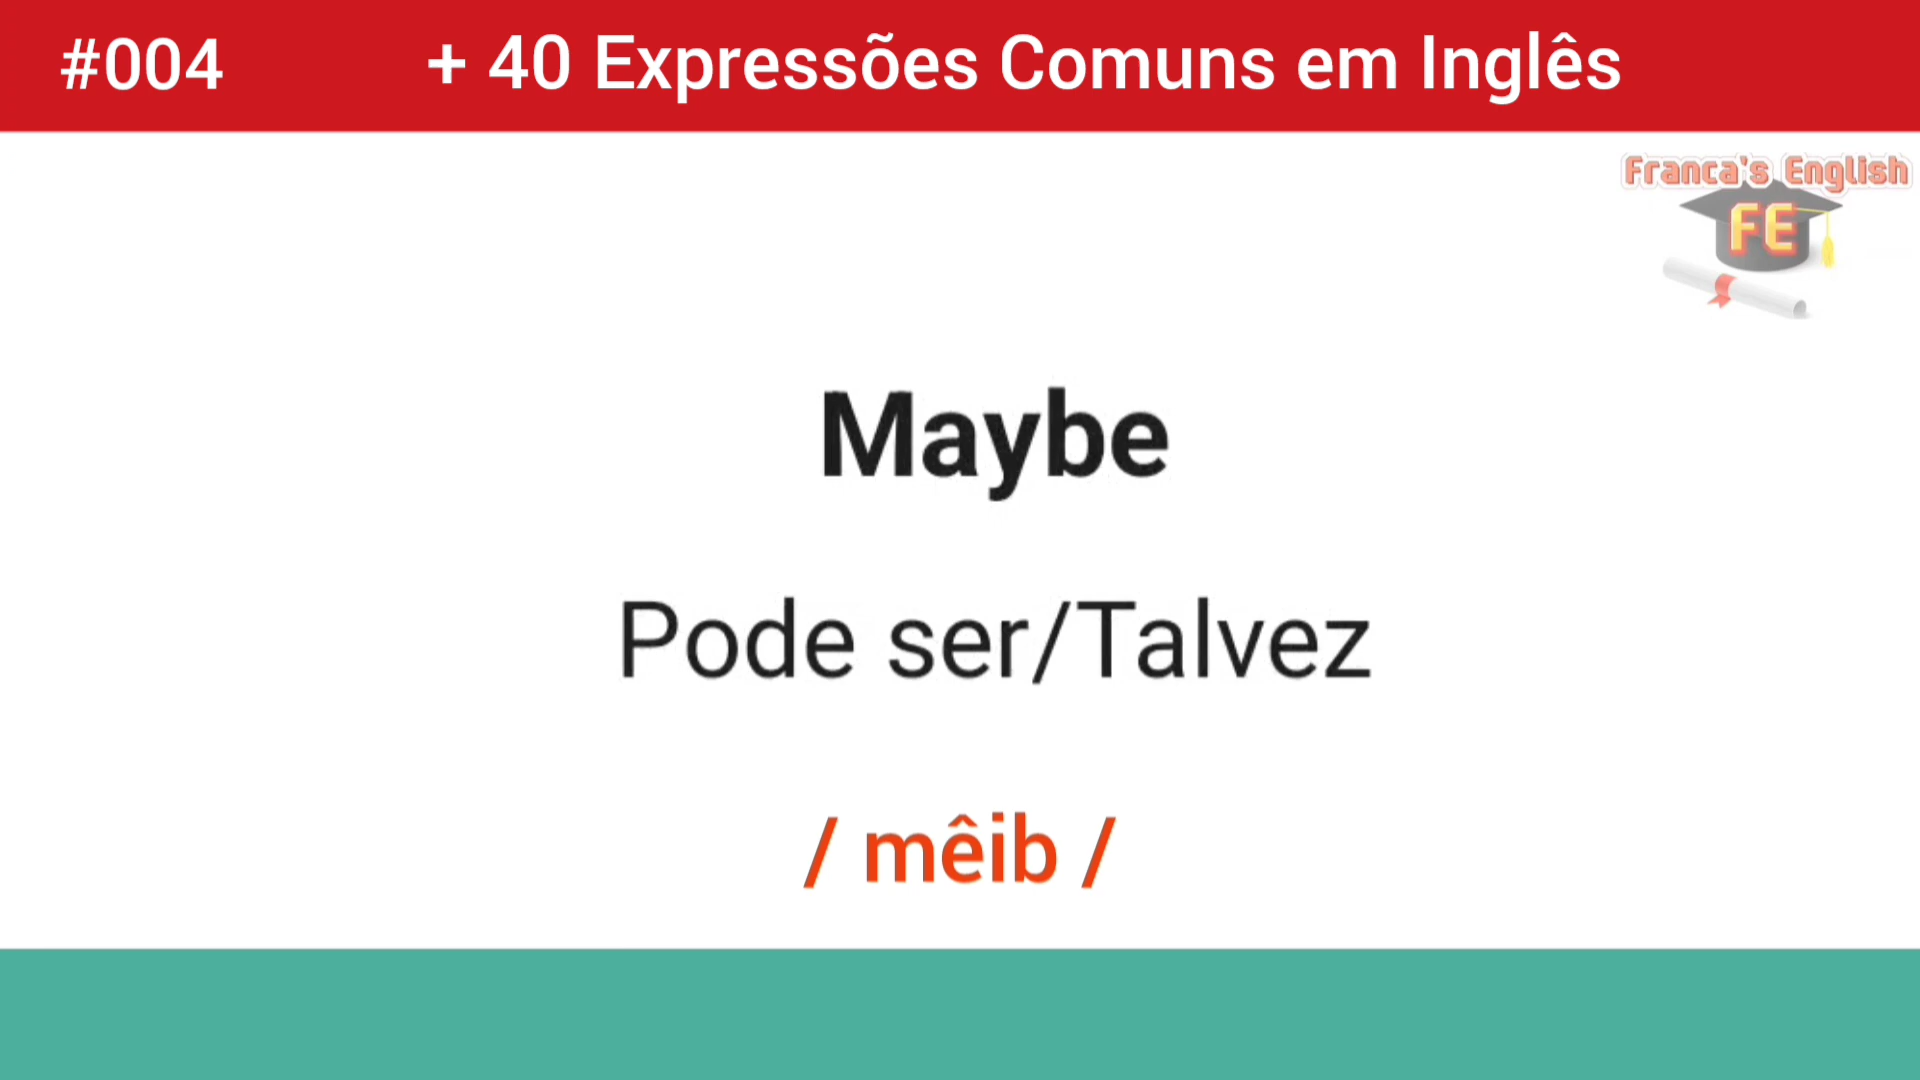 #004 + 40 Expressões Comuns em Inglês
Franca's English
FE
Maybe
Pode ser/Talvez
/ mêib /